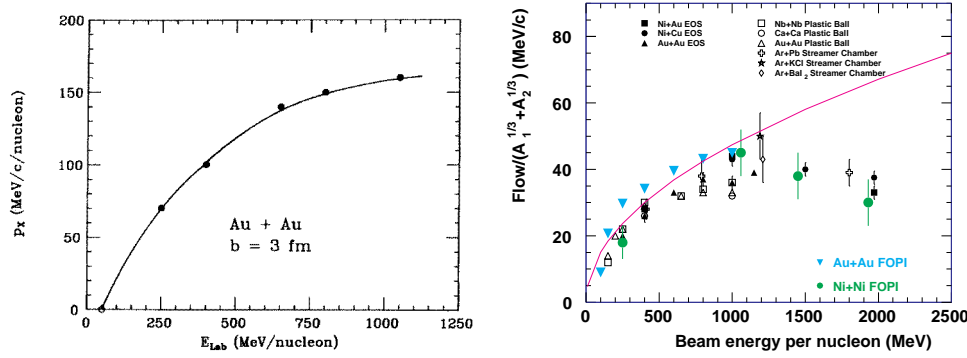 200
150
100
50
0
P_X (MeV/c/nucleon)
Au + Au
b = 3 fm
0
250
500
750
1000
1250
E_Lab (MeV/nucleon)
Flow/(A_1^{1/3}+A_2^{1/3}) (MeV/c)
80
60
40
20
0
Ni+Au EOS
Ni+Cu EOS
Au+Au EOS
Nb+Nb Plastic Ball
Ca+Ca Plastic Ball
Au+Au Plastic Ball
Ar+Pb Streamer Chamber
Ar+KCl Streamer Chamber
Ar+BaI_2 Streamer Chamber
Au+Au FOPI
Ni+Ni FOPI
0
500
1000
1500
2000
2500
Beam energy per nucleon (MeV)